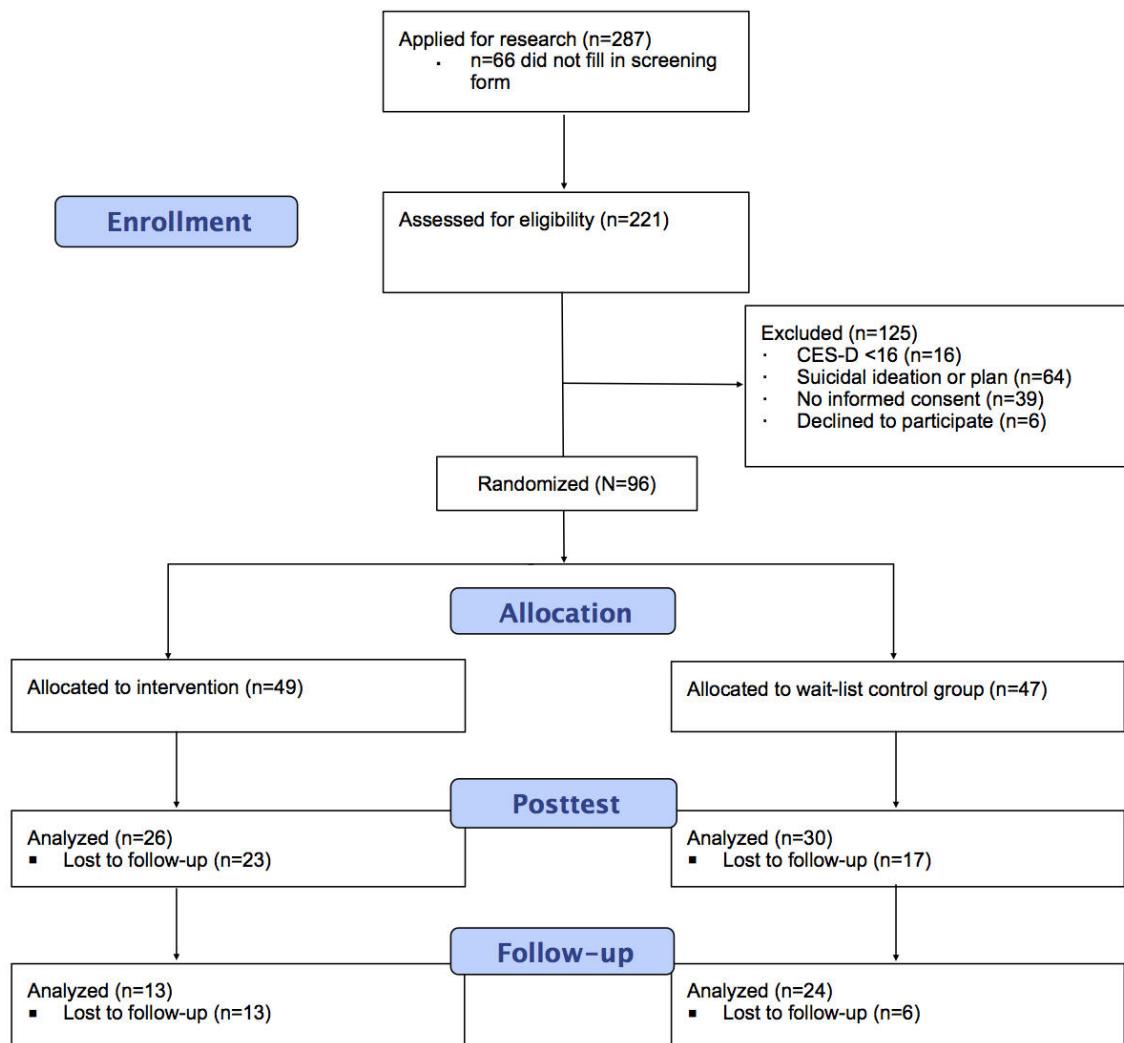 Applied for research (n=287)
· n=66 did not fill in screening
form
Enrollment
Assessed for eligibility (n=221)
Excluded (n=125)
· CES-D <16 (n=16)
· Suicidal ideation or plan (n=64)
· No informed consent (n=39)
· Declined to participate (n=6)
Randomized (N=96)
Allocation
Allocated to intervention (n=49)
Allocated to wait-list control group (n=47)
Posttest
Analyzed (n=26)
▪ Lost to follow-up (n=23)
Analyzed (n=30)
▪ Lost to follow-up (n=17)
Follow-up
Analyzed (n=13)
▪ Lost to follow-up (n=13)
Analyzed (n=24)
▪ Lost to follow-up (n=6)